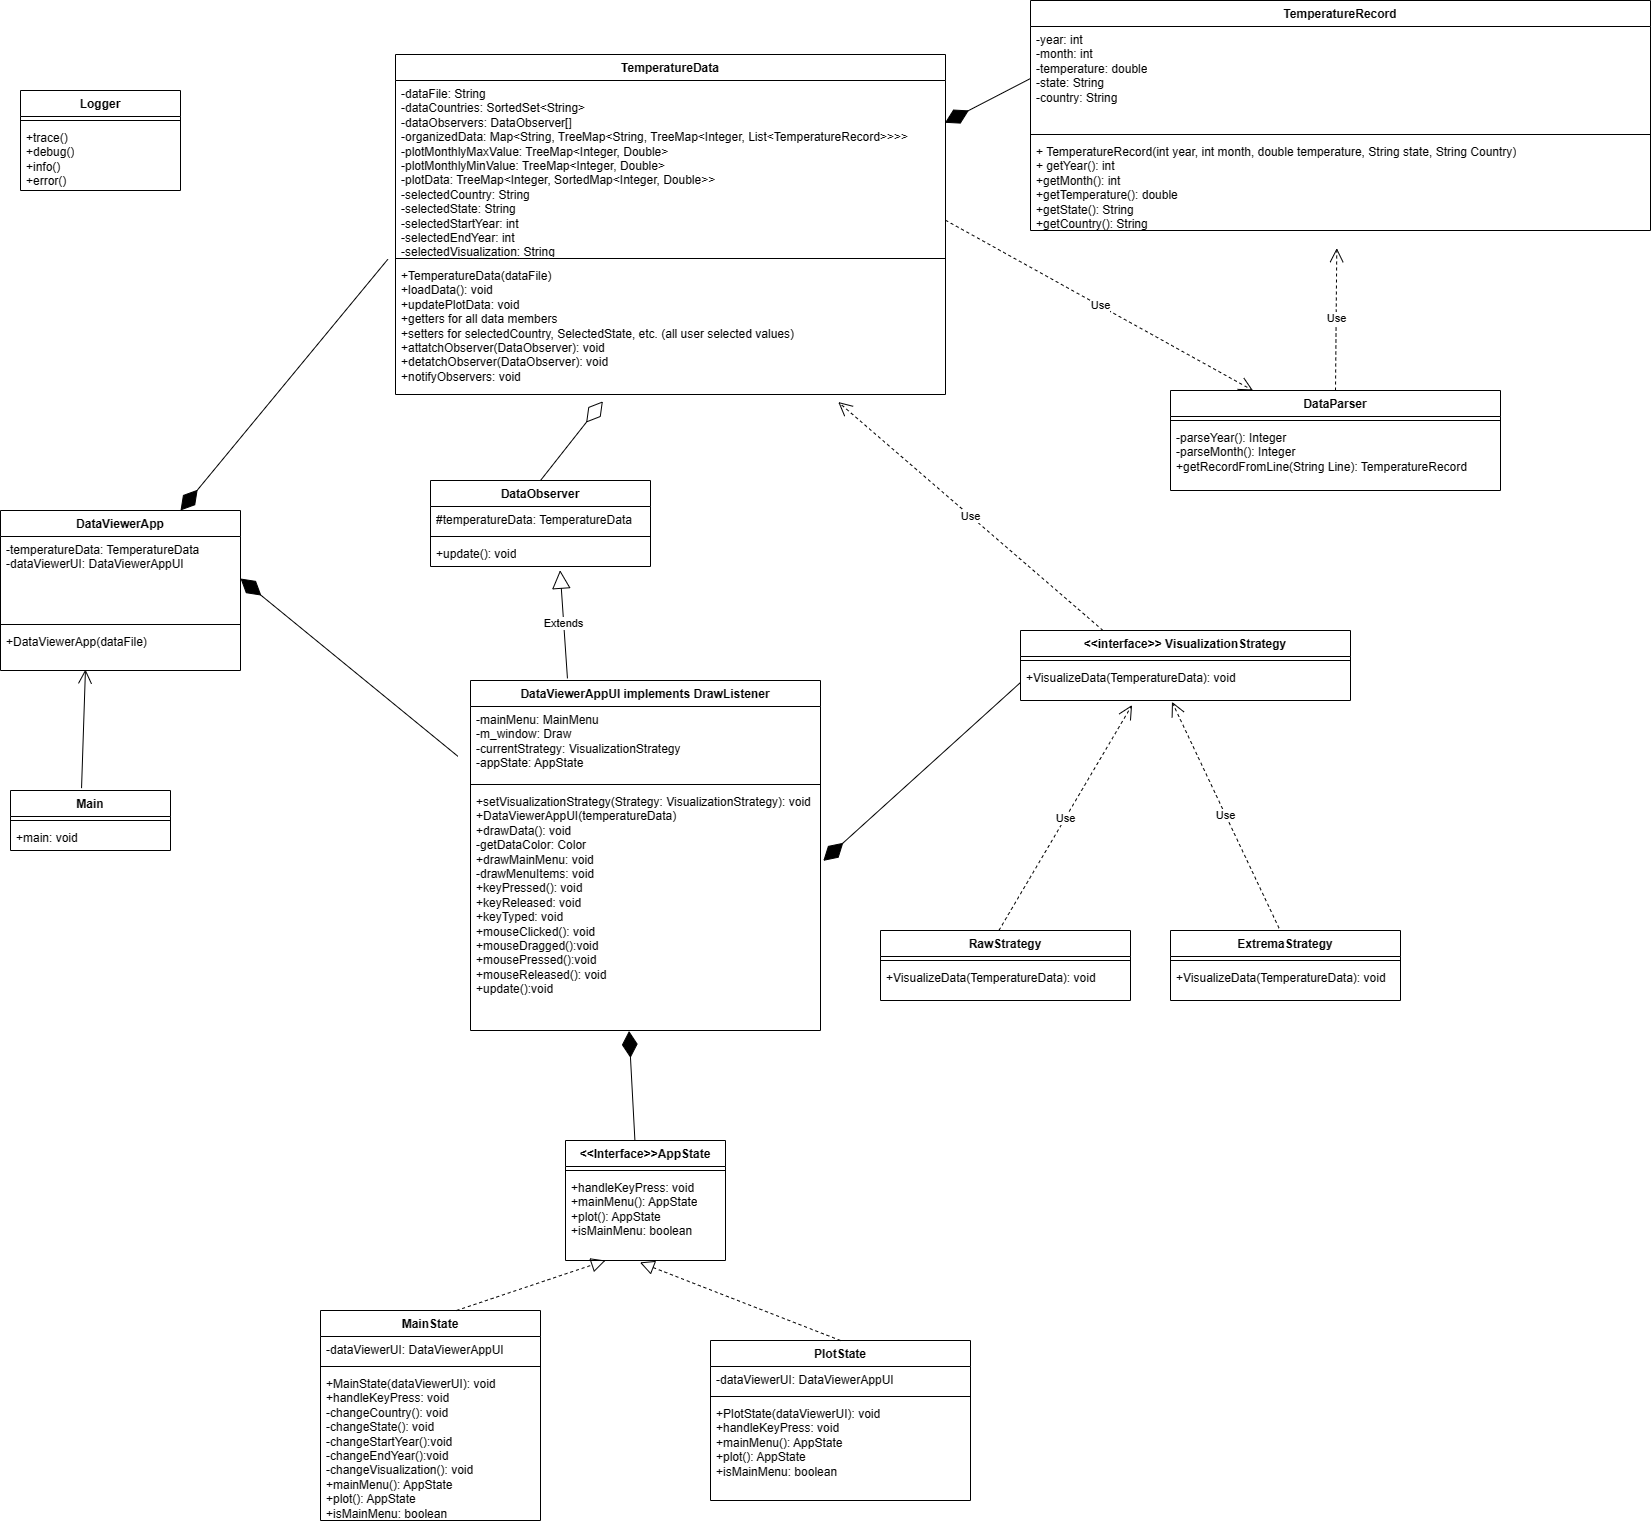 TemperatureRecord
-year: int
-month: int
-temperature: double
-state: String
-country: String
+ TemperatureRecord(int year, int month, double temperature, String state, String Country)
+ getYear(): int
+getMonth(): int
+getTemperature(): double
+getState(): String
+getCountry(): String
TemperatureData
-dataFile: String
-dataCountries: SortedSet<String>
-dataObservers: DataObserver[]
-organizedData: Map<String, TreeMap<String, TreeMap<Integer, List<TemperatureRecord>>>>
-plotMonthlyMaxValue: TreeMap<Integer, Double>
-plotMonthlyMinValue: TreeMap<Integer, Double>
-plotData: TreeMap<Integer, SortedMap<Integer, Double>>
-selectedCountry: String
-selectedState: String
-selectedStartYear: int
-selectedEndYear: int
-selectedVisualization: String
+TemperatureData(dataFile)
+loadData(): void
+updatePlotData: void
+getters for all data members
+setters for selectedCountry, SelectedState, etc. (all user selected values)
+attatchObserver(DataObserver): void
+detatchObserver(DataObserver): void
+notifyObservers: void
Logger
+trace()
+debug()
+info()
+error()
Use
Use
DataParser
-parseYear(): Integer
-parseMonth(): Integer
+getRecordFromLine(String Line): TemperatureRecord
DataObserver
#temperatureData: TemperatureData
+update(): void
Use
DataViewerApp
-temperatureData: TemperatureData
-dataViewerUI: DataViewerAppUI
+DataViewerApp(dataFile)
Extends
<<interface>> VisualizationStrategy
+VisualizeData(TemperatureData): void
DataViewerAppUI implements DrawListener
-mainMenu: MainMenu
-m_window: Draw
-currentStrategy: VisualizationStrategy
-appState: AppState
+setVisualizationStrategy(Strategy: VisualizationStrategy): void
+DataViewerAppUI(temperatureData)
+drawData(): void
-getDataColor: Color
+drawMainMenu: void
-drawMenuItems: void
+keyPressed(): void
+keyReleased: void
+keyTyped: void
+mouseClicked(): void
+mouseDragged():void
+mousePressed():void
+mouseReleased(): void
+update():void
Main
+main: void
Use
Use
RawStrategy
+VisualizeData(TemperatureData): void
ExtremaStrategy
+VisualizeData(TemperatureData): void
<<Interface>>AppState
+handleKeyPress: void
+mainMenu(): AppState
+plot(): AppState
+isMainMenu: boolean
MainState
-dataViewerUI: DataViewerAppUI
+MainState(dataViewerUI): void
+handleKeyPress: void
-changeCountry(): void
-changeState(): void
-changeStartYear():void
-changeEndYear():void
-changeVisualization(): void
+mainMenu(): AppState
+plot(): AppState
+isMainMenu: boolean
PlotState
-dataViewerUI: DataViewerAppUI
+PlotState(dataViewerUI): void
+handleKeyPress: void
+mainMenu(): AppState
+plot(): AppState
+isMainMenu: boolean